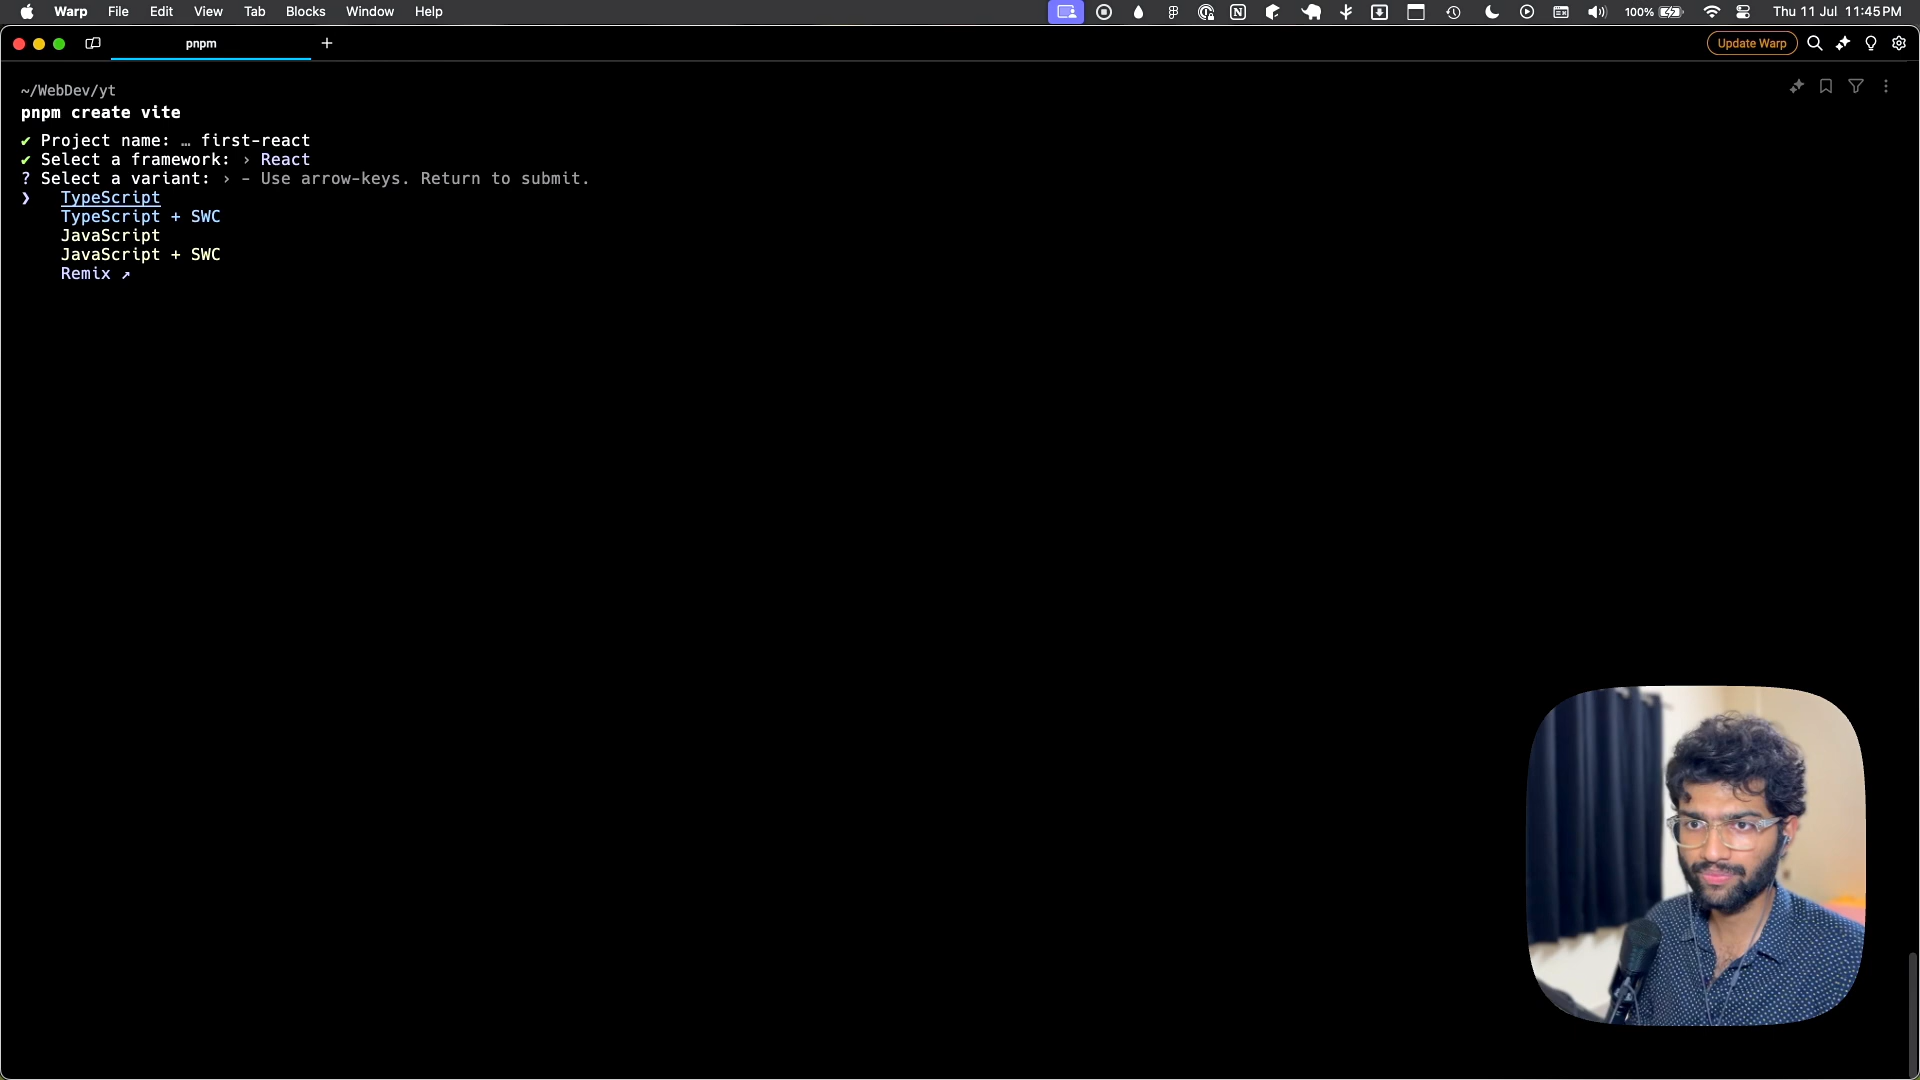 Warp File Edit View Tab Blocks Window Help 100% Thu 11 Jul 11:45 PM
pnpm + Update Warp
~/WebDev/yt
pnpm create vite
✔ Project name: … first-react
✔ Select a framework: › React
? Select a variant: › - Use arrow-keys. Return to submit.
❯ TypeScript
TypeScript + SWC
JavaScript
JavaScript + SWC
Remix ↗